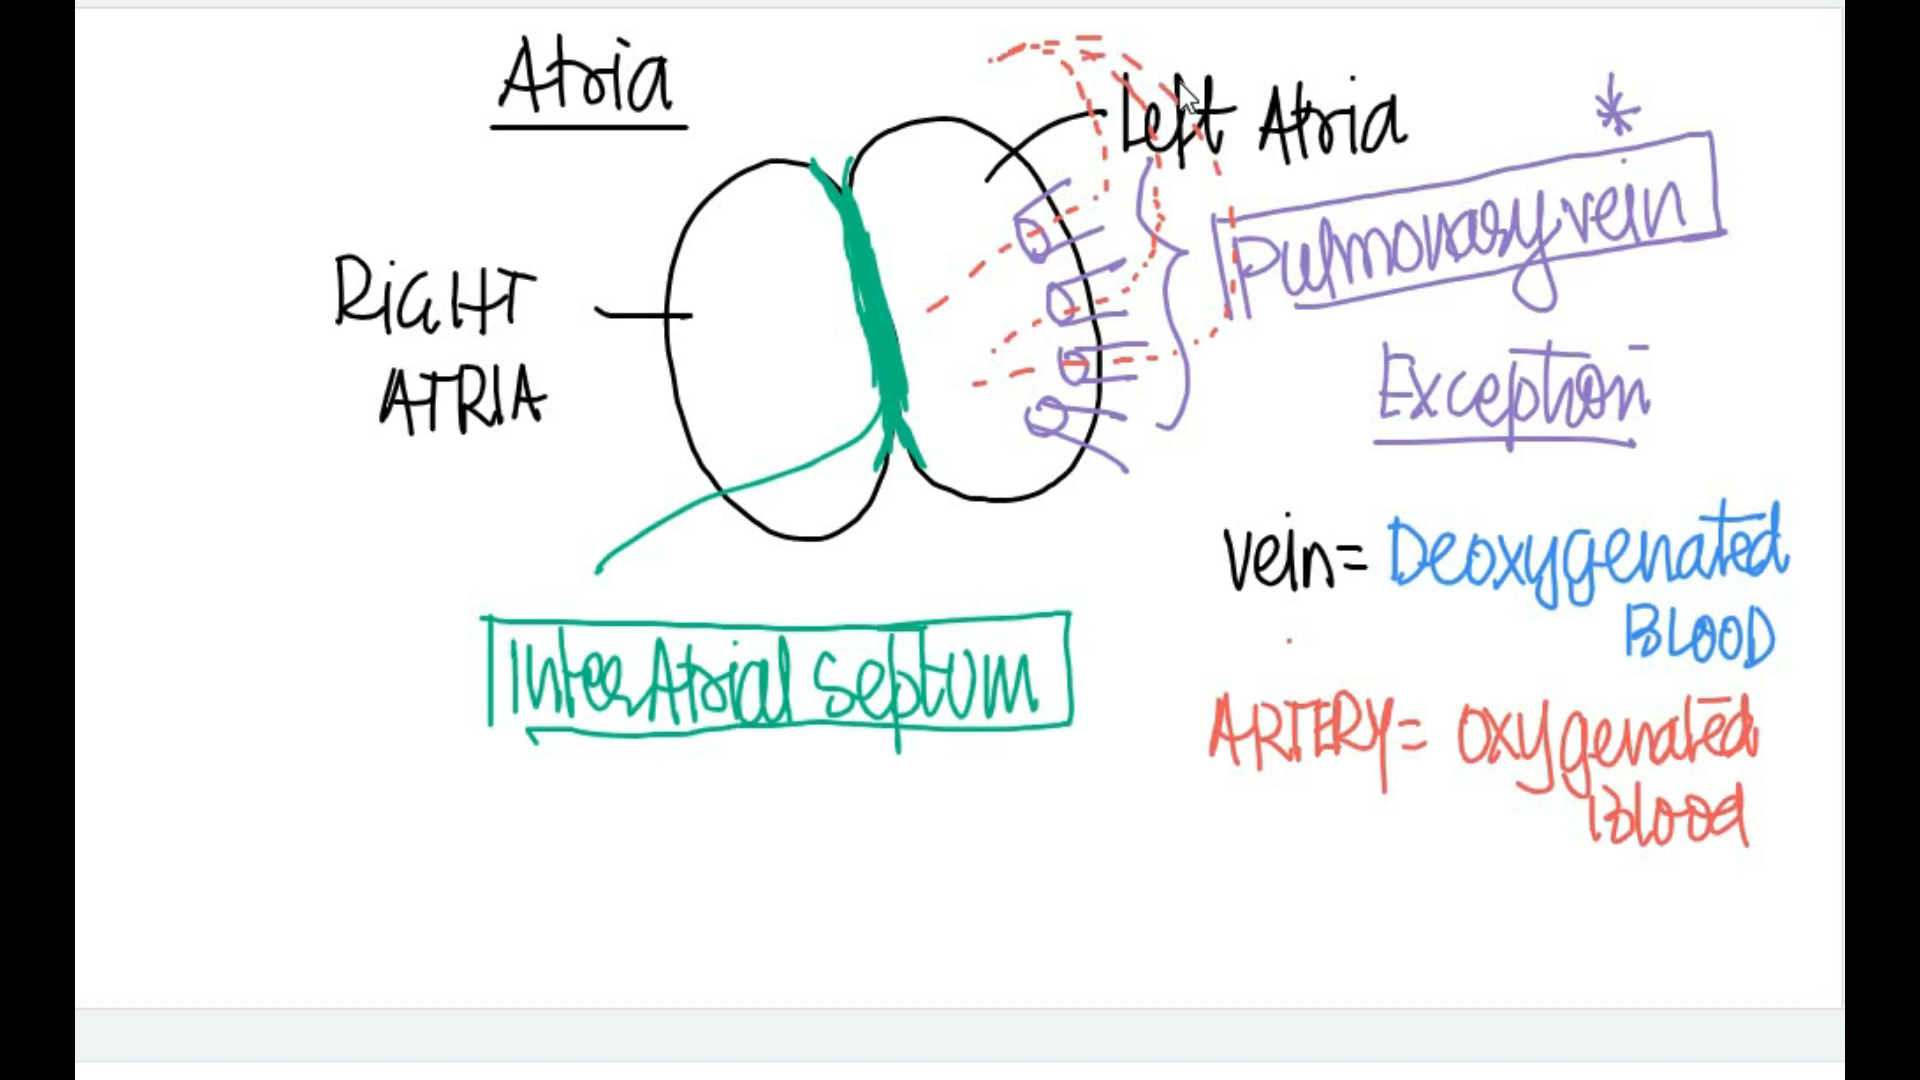 Atria
Left Atria
*
Pulmonary vein
RiGHT
ATRIA
Exception
vein = Deoxygenated
BLOOD
InterAtrial septum
ARTERY = oxygenated
Blood